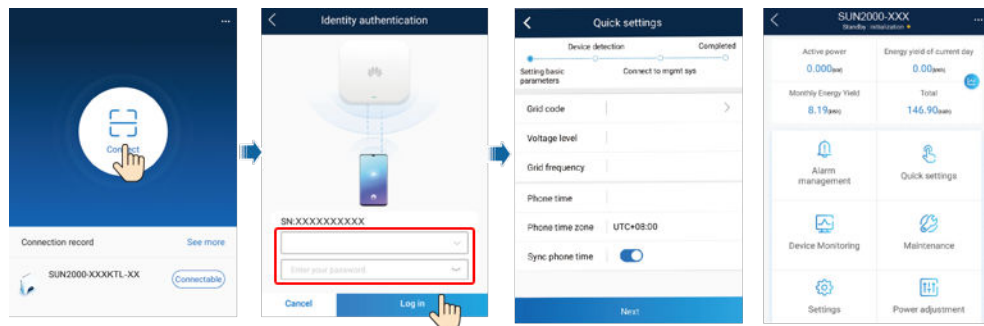 ...
Connect
Connection record
See more
SUN2000-XXXKTL-XX
Connectable
Identity authentication
SN:XXXXXXXXXX
Enter your password
Cancel
Log in
Quick settings
Device detection
Completed
Setting basic
parameters
Connect to mgmt sys
Grid code
Voltage level
Grid frequency
Phone time
Phone time zone
UTC+08:00
Sync phone time
Next
SUN2000-XXX
...
Standby: initialization
Active power
0.000(kW)
Energy yield of current day
0.00(kWh)
Monthly Energy Yield
8.19(kWh)
Total
146.90(kWh)
Alarm
management
Quick settings
Device Monitoring
Maintenance
Settings
Power adjustment